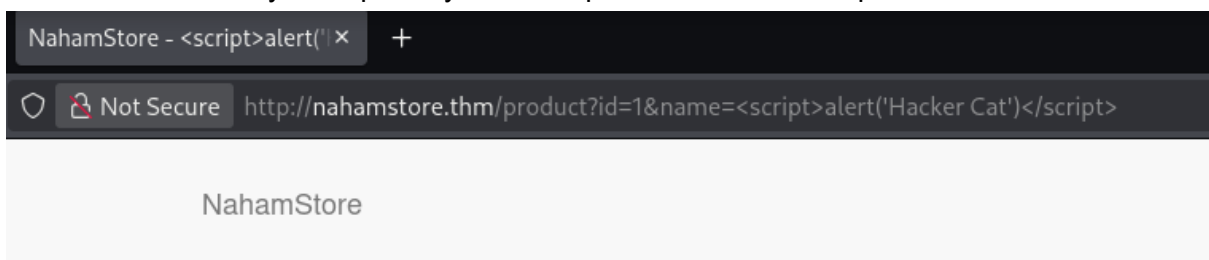 NahamStore - <script>alert('
Not Secure http://nahamstore.thm/product?id=1&name=<script>alert('Hacker Cat')</script>
NahamStore